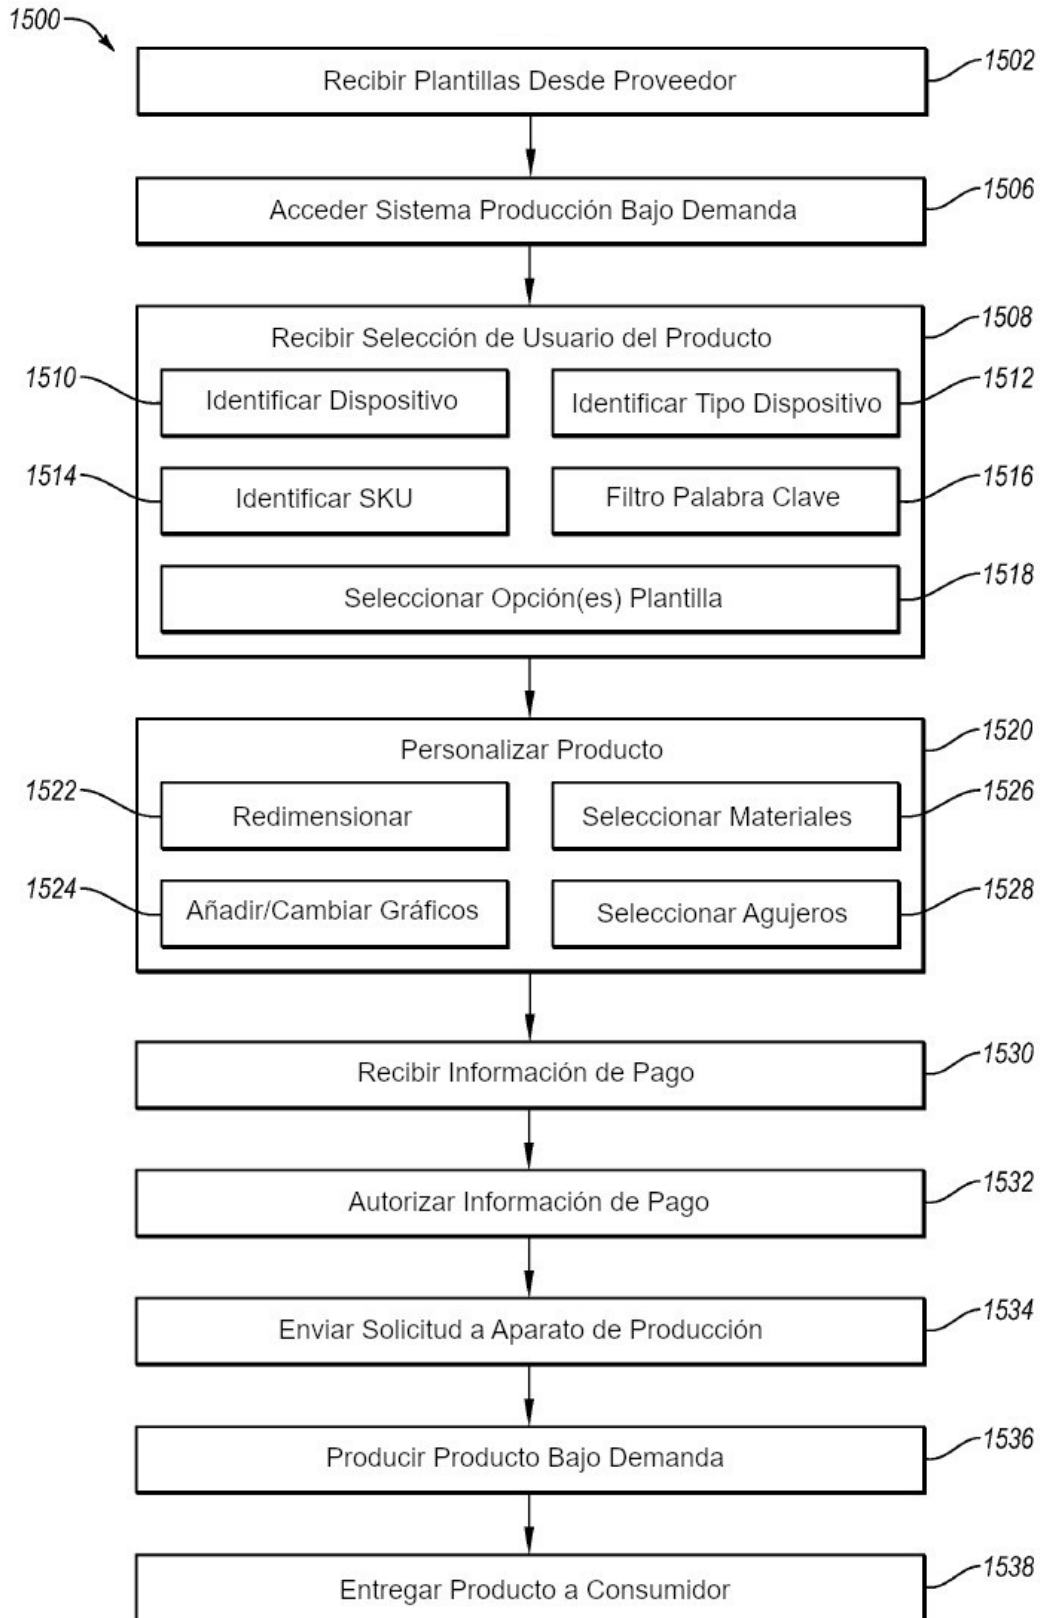 1500
Recibir Plantillas Desde Proveedor
1502
Acceder Sistema Producción Bajo Demanda
1506
Recibir Selección de Usuario del Producto
1508
1510
Identificar Dispositivo
Identificar Tipo Dispositivo
1512
1514
Identificar SKU
Filtro Palabra Clave
1516
Seleccionar Opción(es) Plantilla
1518
Personalizar Producto
1520
1522
Redimensionar
Seleccionar Materiales
1526
1524
Añadir/Cambiar Gráficos
Seleccionar Agujeros
1528
Recibir Información de Pago
1530
Autorizar Información de Pago
1532
Enviar Solicitud a Aparato de Producción
1534
Producir Producto Bajo Demanda
1536
Entregar Producto a Consumidor
1538